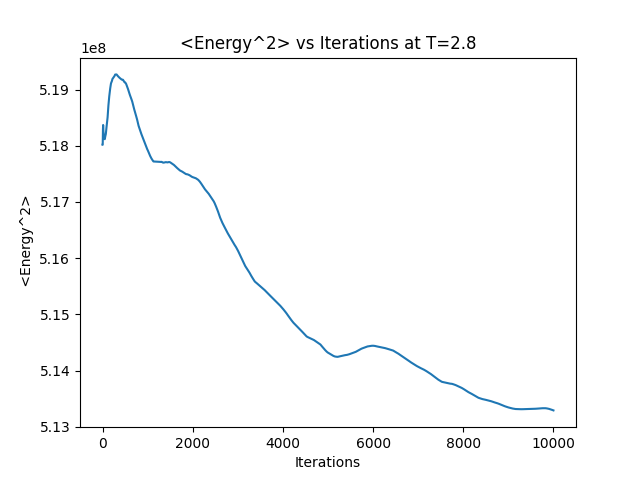 <Energy^2> vs Iterations at T=2.8
1e8
5.19
5.18
5.17
5.16
5.15
5.14
5.13
<Energy^2>
0 2000 4000 6000 8000 10000
Iterations